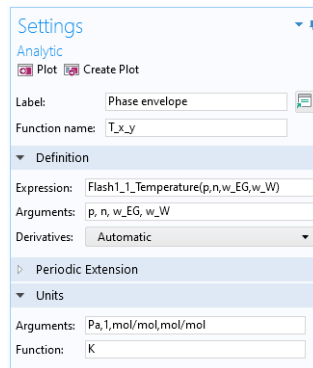 Settings
Analytic
Plot Create Plot
Label: Phase envelope
Function name: T_x_y
Definition
Expression: Flash1_1_Temperature(p,n,w_EG,w_W)
Arguments: p, n, w_EG, w_W
Derivatives: Automatic
Periodic Extension
Units
Arguments: Pa,1,mol/mol,mol/mol
Function: K